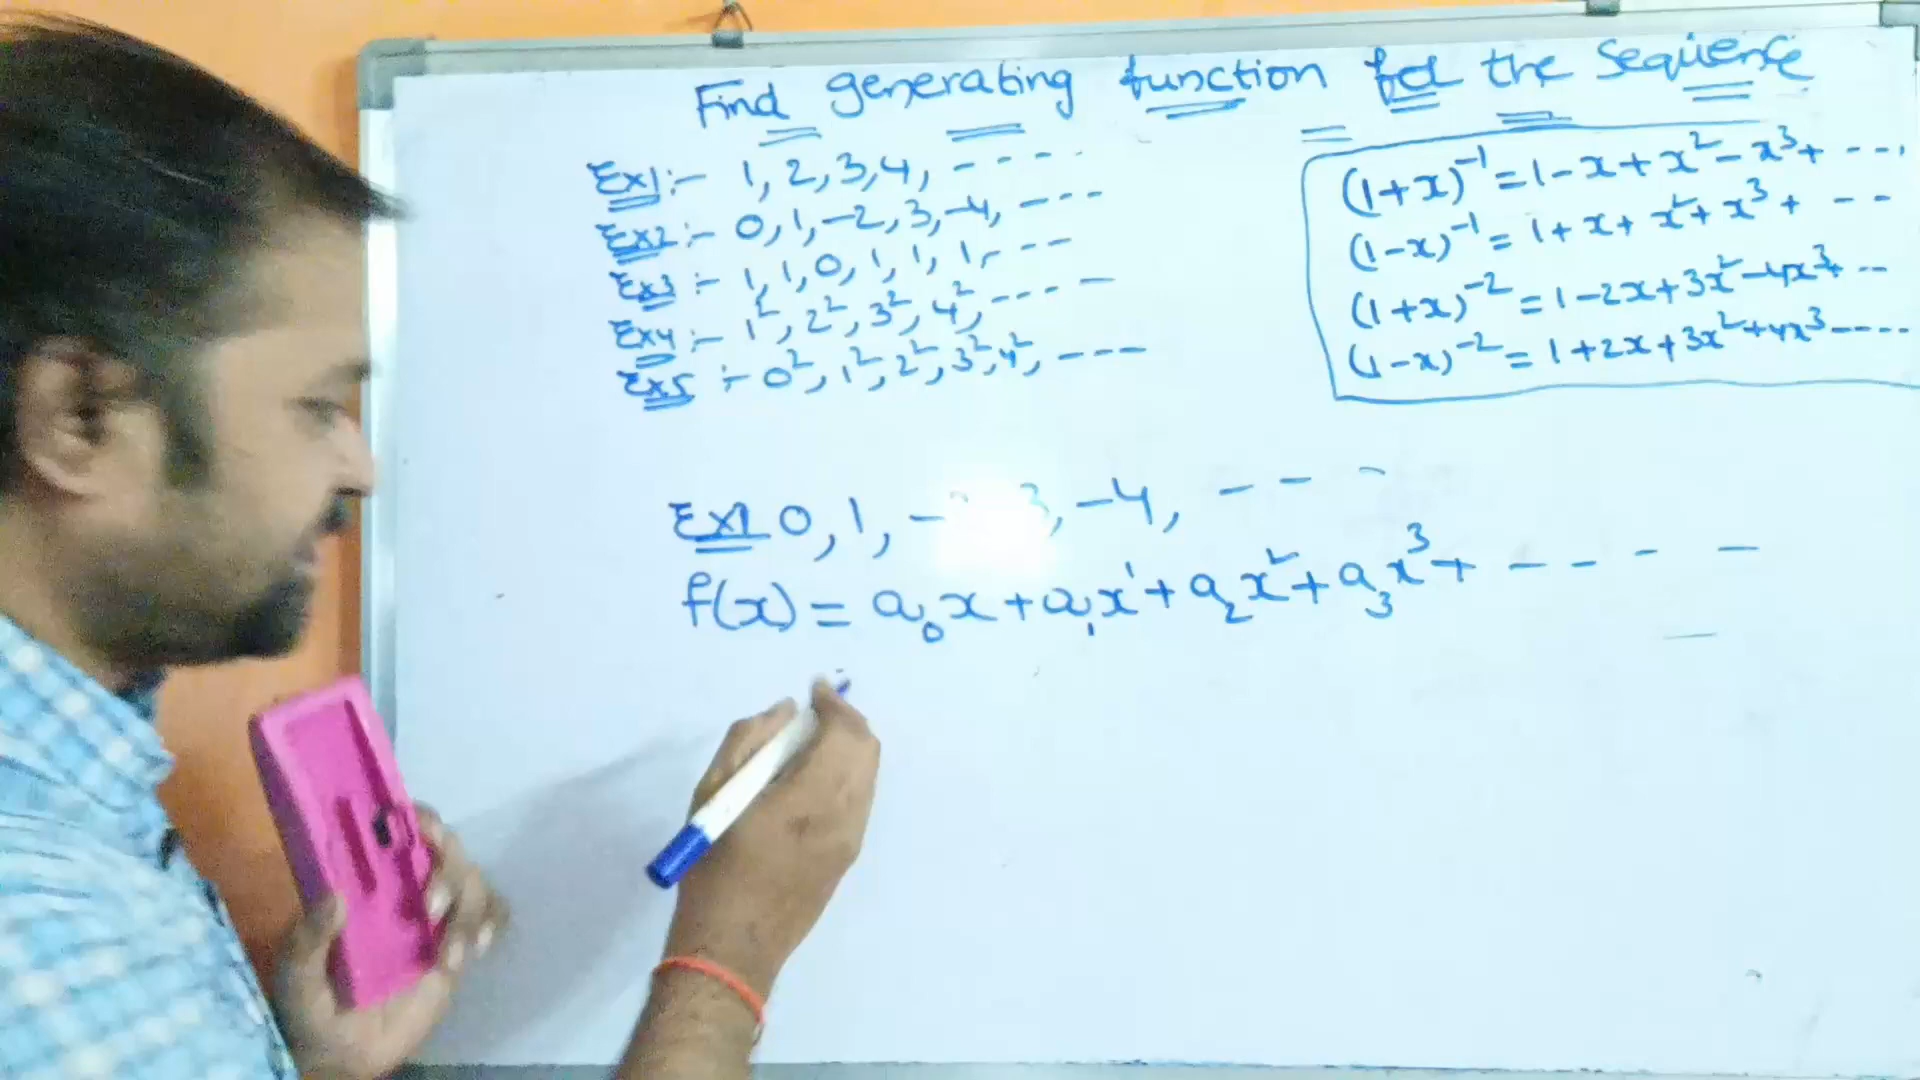 Find generating function for the Sequence
Ex1:- 1, 2, 3, 4, - - - -
Ex2:- 0, 1, -2, 3, -4, - - - -
Ex3:- 1, 1, 0, 1, 1, 1, - - -
Ex4:- 1², 2², 3², 4², - - - -
Ex5:- 0², 1², 2², 3², 4², - - -
(1+x)⁻¹ = 1 - x + x² - x³ + - - -
(1-x)⁻¹ = 1 + x + x² + x³ + - - -
(1+x)⁻² = 1 - 2x + 3x² - 4x³ + - -
(1-x)⁻² = 1 + 2x + 3x² + 4x³ - - - -
0, 1, - 3, -4, - - -
f(x) = a₀x + a₁x¹ + a₂x² + a₃x³ + - - - -